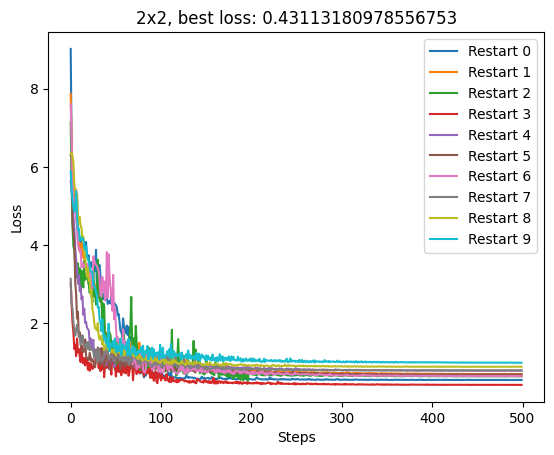 2x2, best loss: 0.43113180978556753
Restart 0
Restart 1
Restart 2
Restart 3
Restart 4
Restart 5
Restart 6
Restart 7
Restart 8
Restart 9
8
6
4
2
Loss
0 100 200 300 400 500
Steps